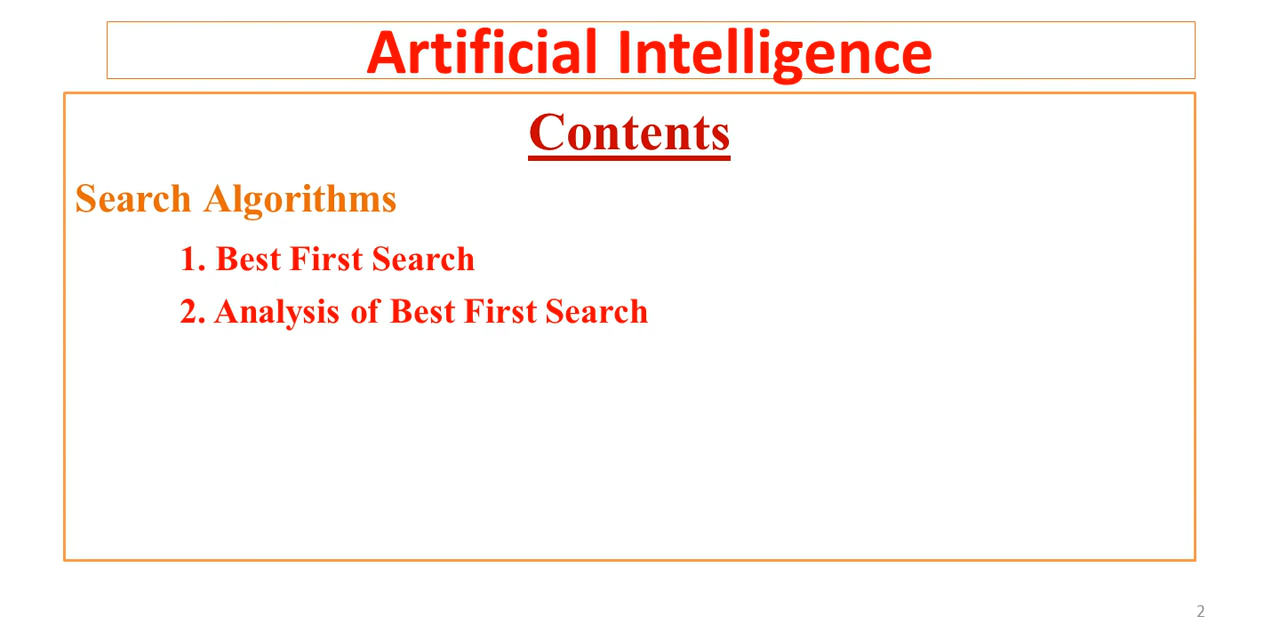 Artificial Intelligence
Contents
Search Algorithms
1. Best First Search
2. Analysis of Best First Search
2